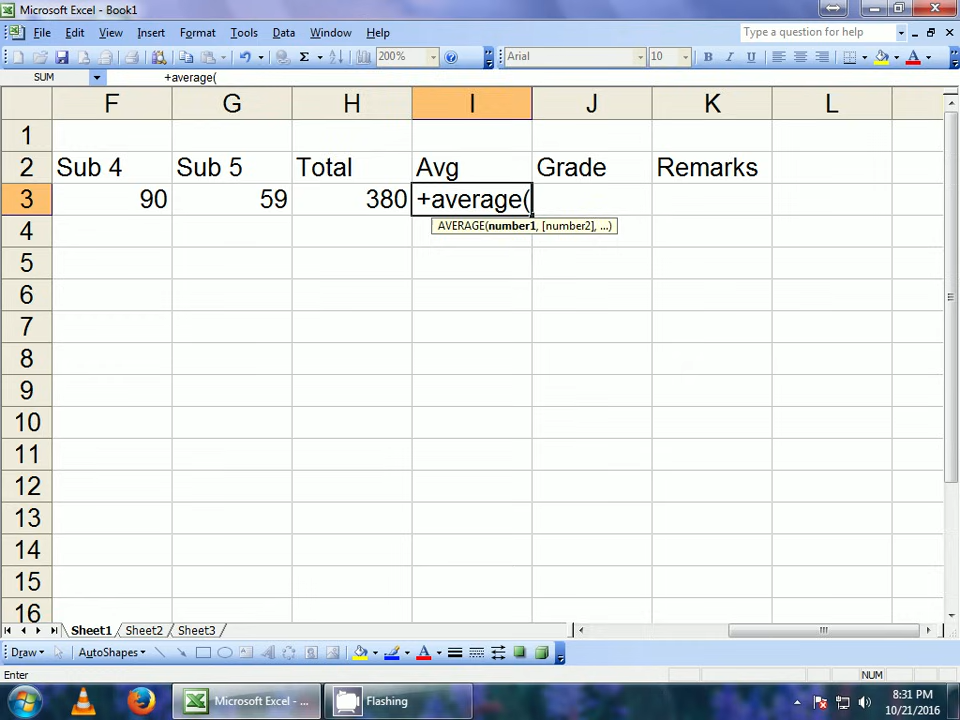 Microsoft Excel - Book1
File Edit View Insert Format Tools Data Window Help
Type a question for help
Σ 200% Arial 10 B I U A
SUM +average(
F G H I J K L
1
2 Sub 4 Sub 5 Total Avg Grade Remarks
3 90 59 380 +average(
AVERAGE(number1, [number2], ...)
4
5
6
7
8
9
10
11
12
13
14
15
16
Sheet1 Sheet2 Sheet3
Draw AutoShapes A A
Enter NUM
Microsoft Excel - ... Flashing 8:31 PM
10/21/2016